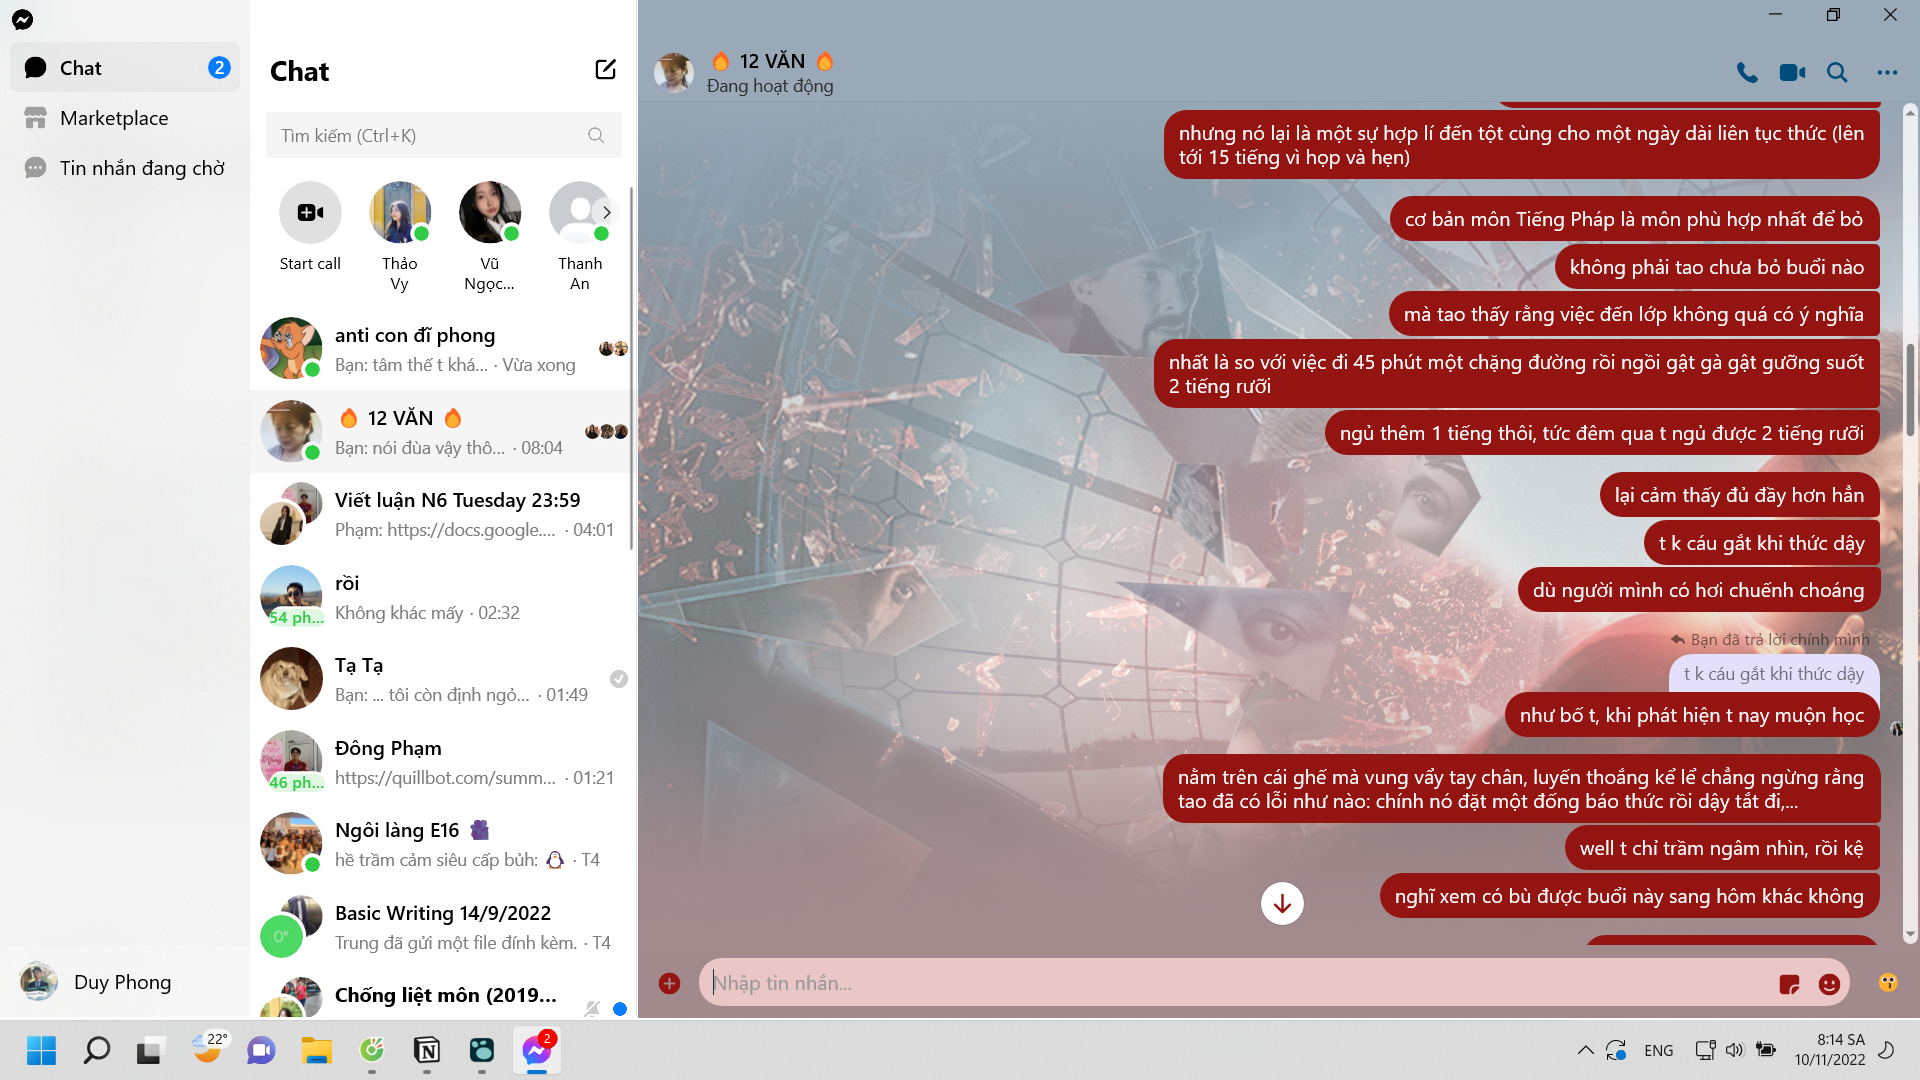 Chat
2
Marketplace
Tin nhắn đang chờ
Duy Phong
Chat
Tìm kiếm (Ctrl+K)
Start call
Thảo
Vy
Vũ
Ngọc...
Thanh
An
anti con đĩ phong
Bạn: tâm thế t khá... · Vừa xong
🔥 12 VĂN 🔥
Bạn: nói đùa vậy thô... · 08:04
Viết luận N6 Tuesday 23:59
Phạm: https://docs.google.... · 04:01
rồi
Không khác mấy · 02:32
54 ph...
Tạ Tạ
Bạn: ... tôi còn định ngỏ... · 01:49
Đông Phạm
https://quillbot.com/summ... · 01:21
46 ph...
Ngôi làng E16
hề trầm cảm siêu cấp bủh: 🐧 · T4
Basic Writing 14/9/2022
Trung đã gửi một file đính kèm. · T4
Chống liệt môn (2019...
🔥 12 VĂN 🔥
Đang hoạt động
nhưng nó lại là một sự hợp lí đến tột cùng cho một ngày dài liên tục thức (lên
tới 15 tiếng vì họp và hẹn)
cơ bản môn Tiếng Pháp là môn phù hợp nhất để bỏ
không phải tao chưa bỏ buổi nào
mà tao thấy rằng việc đến lớp không quá có ý nghĩa
nhất là so với việc đi 45 phút một chặng đường rồi ngồi gật gà gật gưỡng suốt
2 tiếng rưỡi
ngủ thêm 1 tiếng thôi, tức đêm qua t ngủ được 2 tiếng rưỡi
lại cảm thấy đủ đầy hơn hẳn
t k cáu gắt khi thức dậy
dù người mình có hơi chuếnh choáng
Bạn đã trả lời chính mình
t k cáu gắt khi thức dậy
như bố t, khi phát hiện t nay muộn học
nằm trên cái ghế mà vung vẩy tay chân, luyến thoắng kể lể chẳng ngừng rằng
tao đã có lỗi như nào: chính nó đặt một đống báo thức rồi dậy tắt đi,...
well t chỉ trầm ngâm nhìn, rồi kệ
nghĩ xem có bù được buổi này sang hôm khác không
Nhập tin nhắn...
22°
2
ENG
8:14 SA
10/11/2022